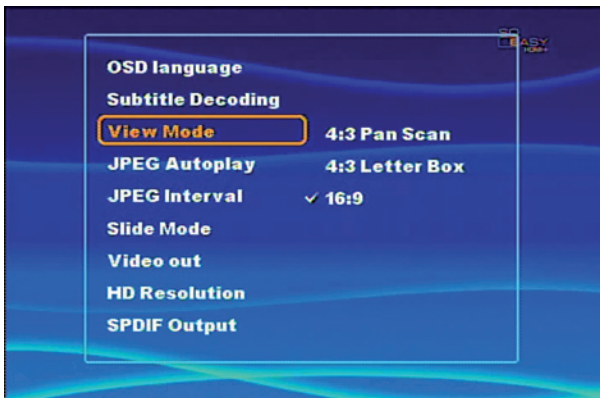 OSD language
Subtitle Decoding
View Mode
4:3 Pan Scan
JPEG Autoplay
4:3 Letter Box
JPEG Interval
✓ 16:9
Slide Mode
Video out
HD Resolution
SPDIF Output